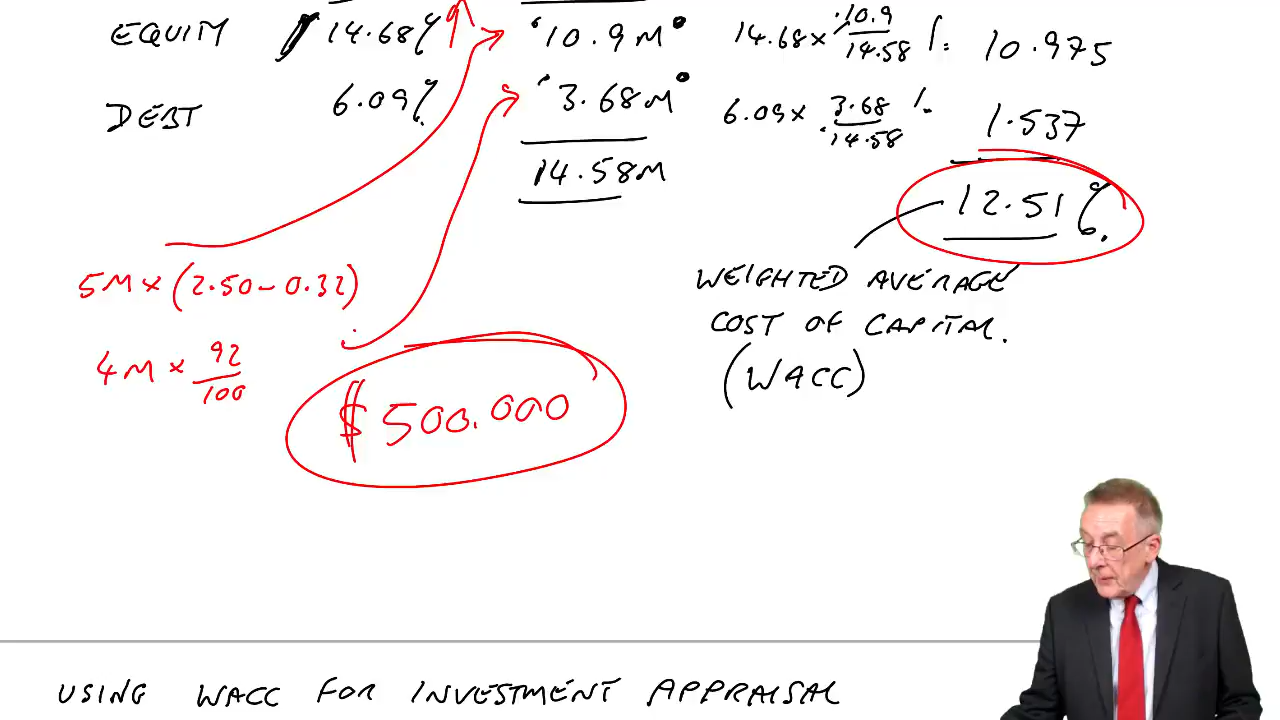 EQUITY 14.68% 10.9M 14.68 x 10.9/14.58 10.975
DEBT 6.09% 3.68M 6.09 x 3.68/14.58 1.537
14.58M
12.51%
5M x (2.50 - 0.32)
WEIGHTED AVERAGE
COST OF CAPITAL.
(WACC)
4M x 92/100
$ 500.000
USING WACC FOR INVESTMENT APPRAISAL